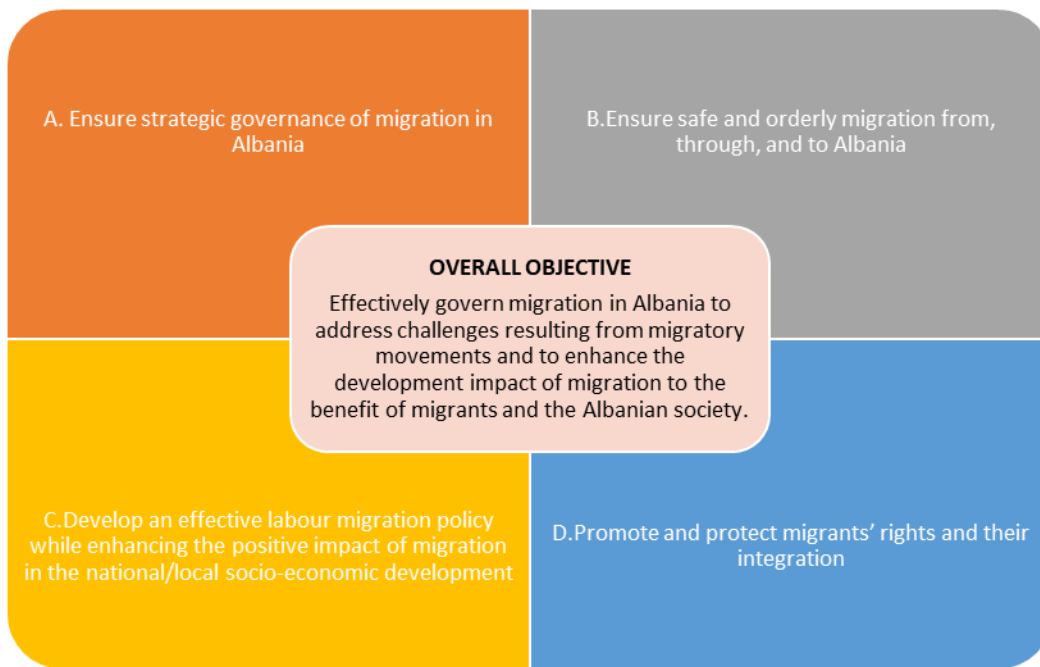 A. Ensure strategic governance of migration in
Albania
B.Ensure safe and orderly migration from,
through, and to Albania
OVERALL OBJECTIVE
Effectively govern migration in Albania to
address challenges resulting from migratory
movements and to enhance the
development impact of migration to the
benefit of migrants and the Albanian society.
C.Develop an effective labour migration policy
while enhancing the positive impact of migration
in the national/local socio-economic development
D.Promote and protect migrants’ rights and their
integration